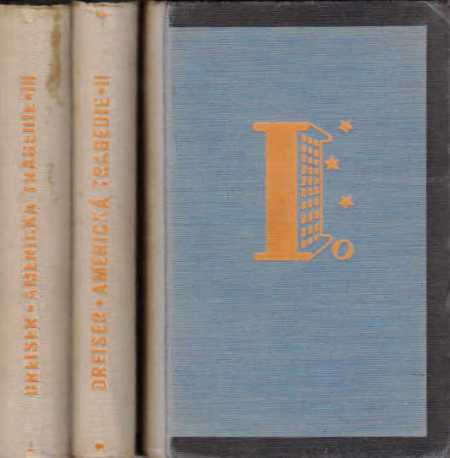 DREISER • AMERICKÁ TRAGEDIE • III
DREISER • AMERICKÁ TRAGEDIE • II
I